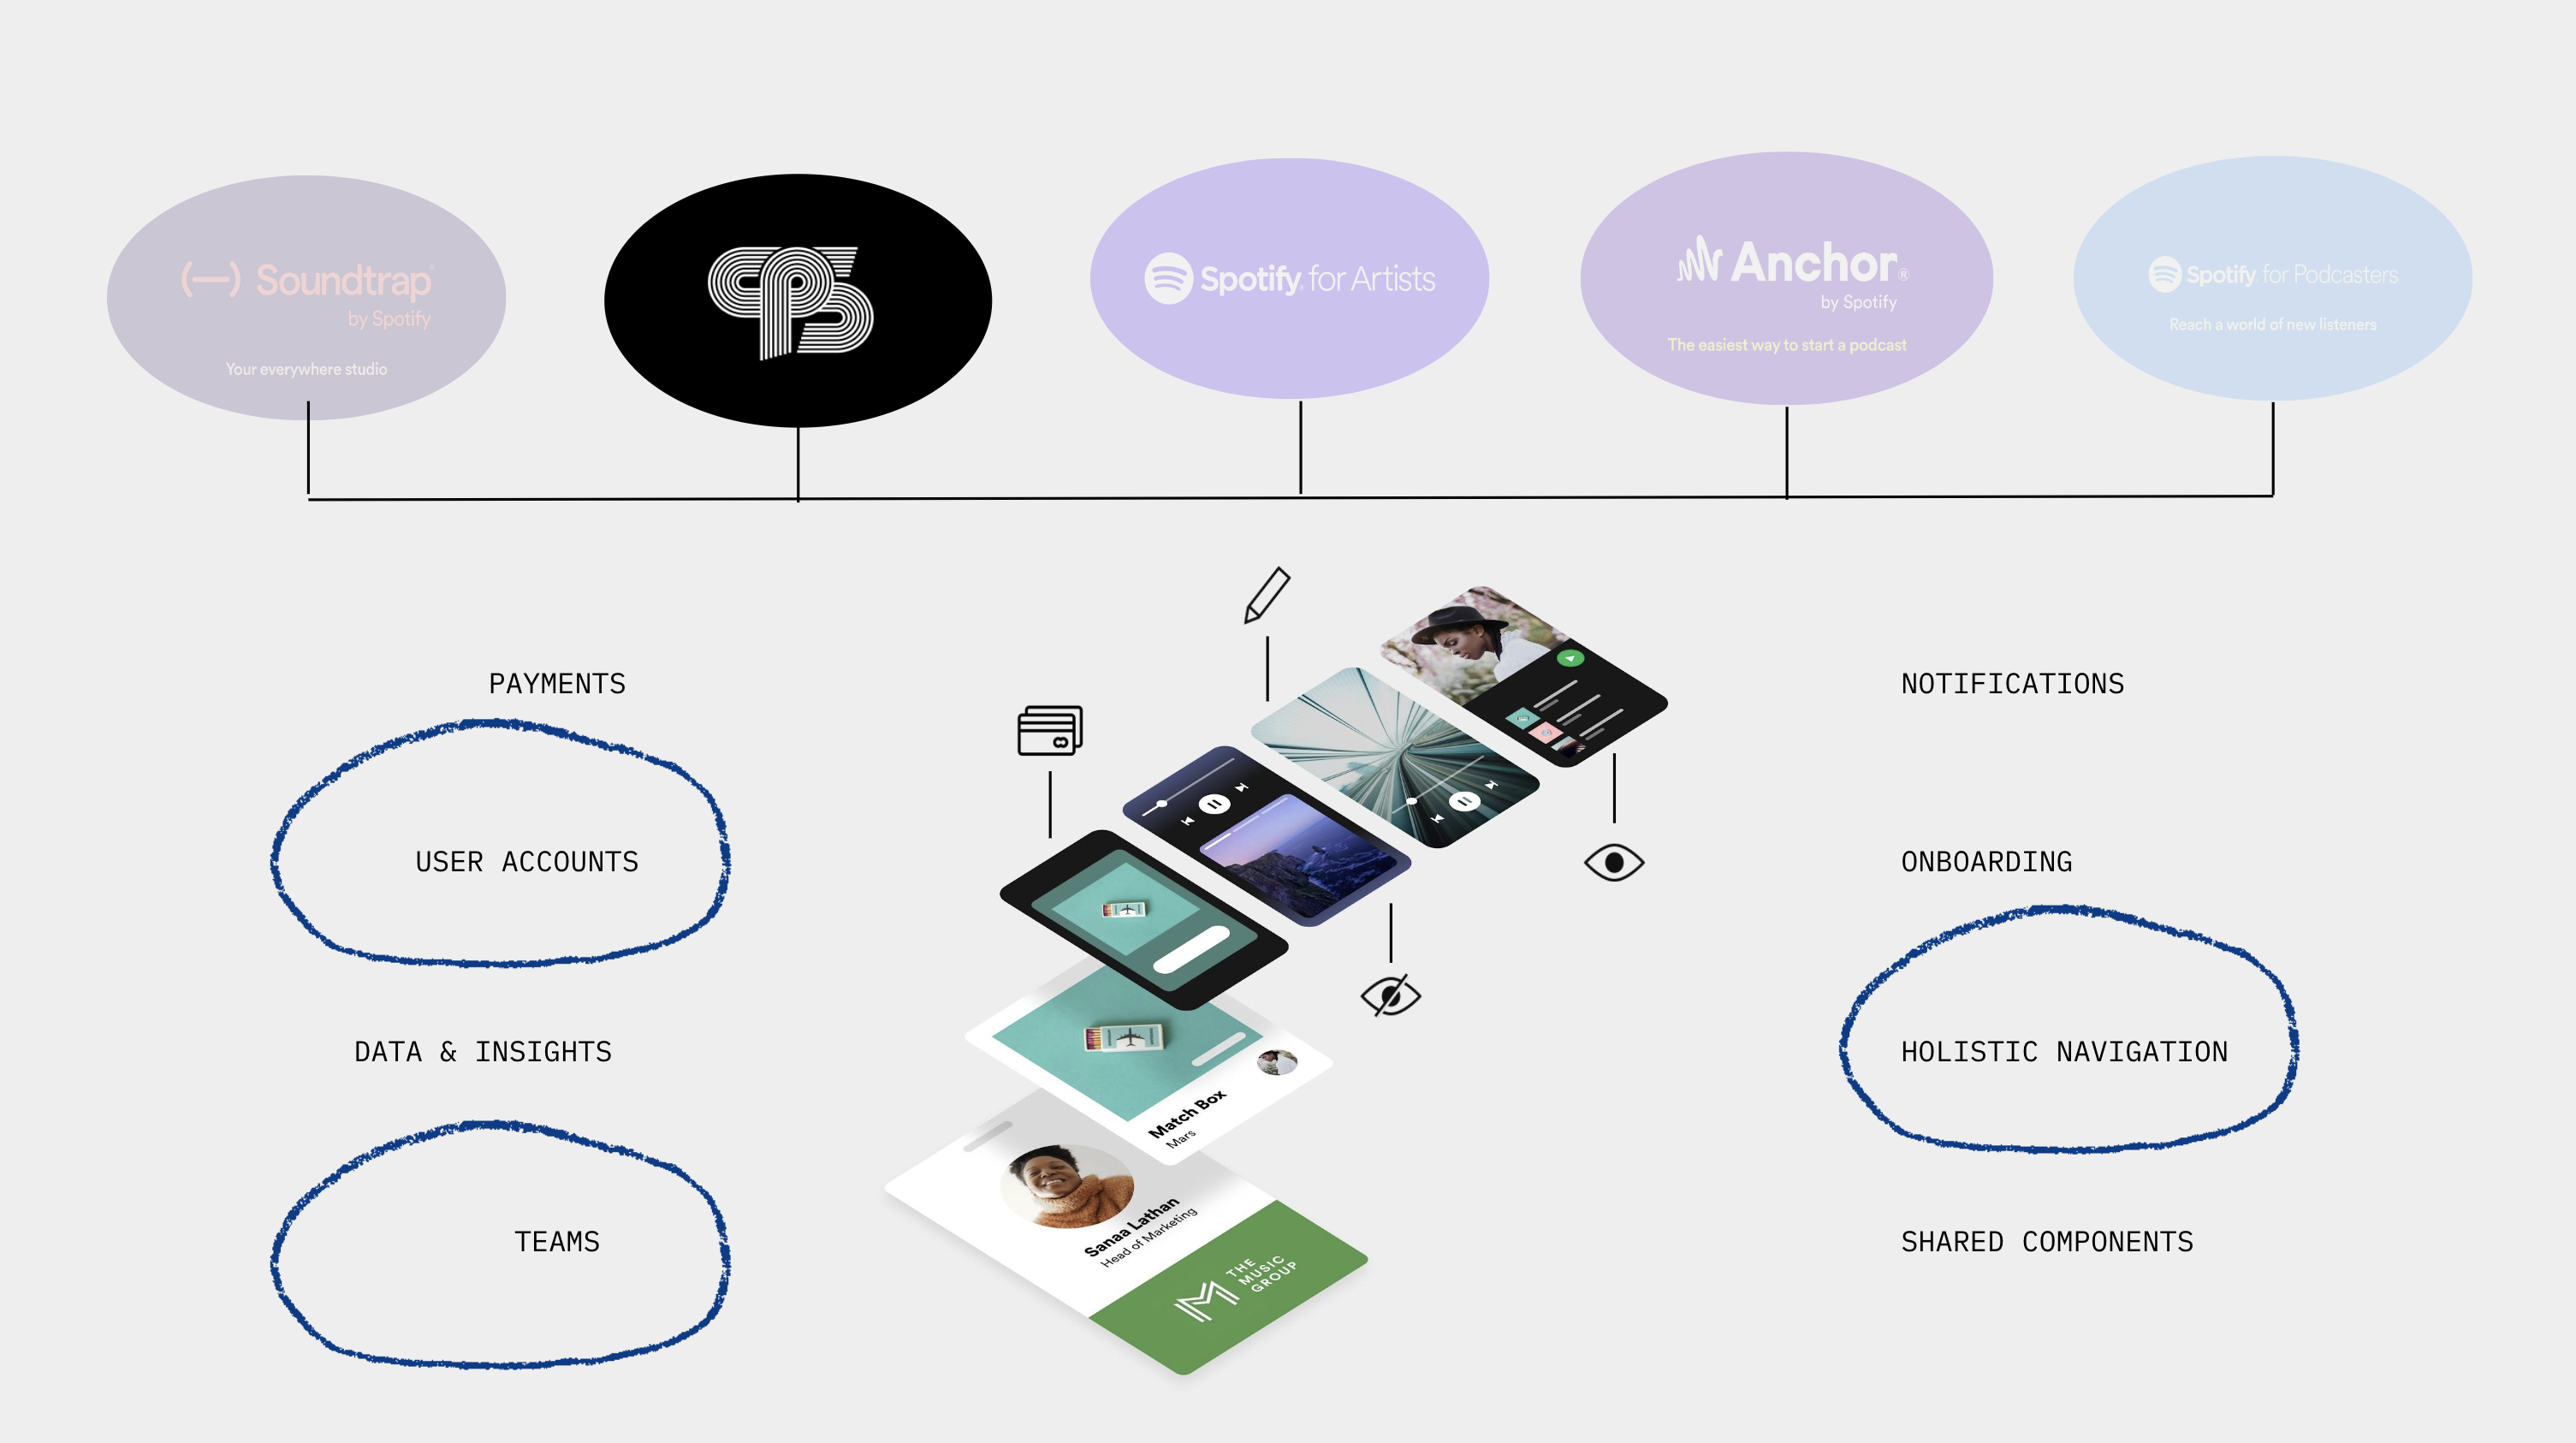 Soundtrap
by Spotify
Your everywhere studio
Spotify for Artists
Anchor®
by Spotify
The easiest way to start a podcast
Spotify for Podcasters
Reach a world of new listeners
PAYMENTS
USER ACCOUNTS
DATA & INSIGHTS
TEAMS
Match Box
Mars
Sanaa Lathan
Head of Marketing
THE
MUSIC
GROUP
NOTIFICATIONS
ONBOARDING
HOLISTIC NAVIGATION
SHARED COMPONENTS